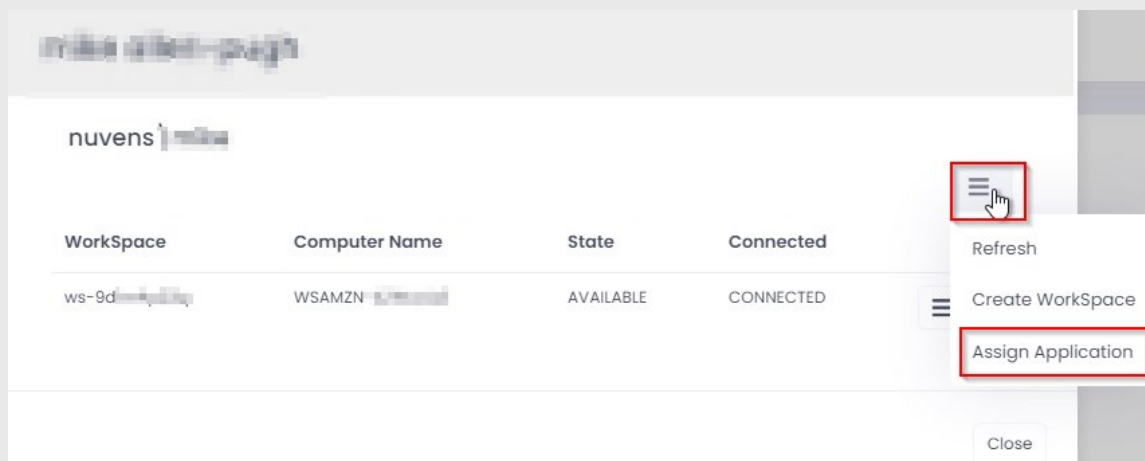 nuvens\
WorkSpace Computer Name State Connected
ws-9d WSAMZN AVAILABLE CONNECTED
Refresh
Create WorkSpace
Assign Application
Close